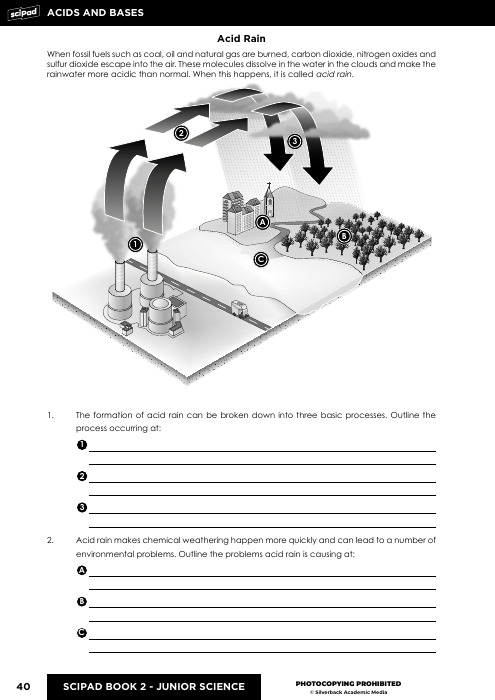 scipad ACIDS AND BASES
Acid Rain
When fossil fuels such as coal, oil and natural gas are burned, carbon dioxide, nitrogen oxides and
sulfur dioxide escape into the air. These molecules dissolve in the water in the clouds and make the
rainwater more acidic than normal. When this happens, it is called acid rain.
2
3
A
B
1
C
1. The formation of acid rain can be broken down into three basic processes. Outline the
process occurring at:
1
2
3
2. Acid rain makes chemical weathering happen more quickly and can lead to a number of
environmental problems. Outline the problems acid rain is causing at:
A
B
C
40 SCIPAD BOOK 2 - JUNIOR SCIENCE PHOTOCOPYING PROHIBITED
© Silverback Academic Media